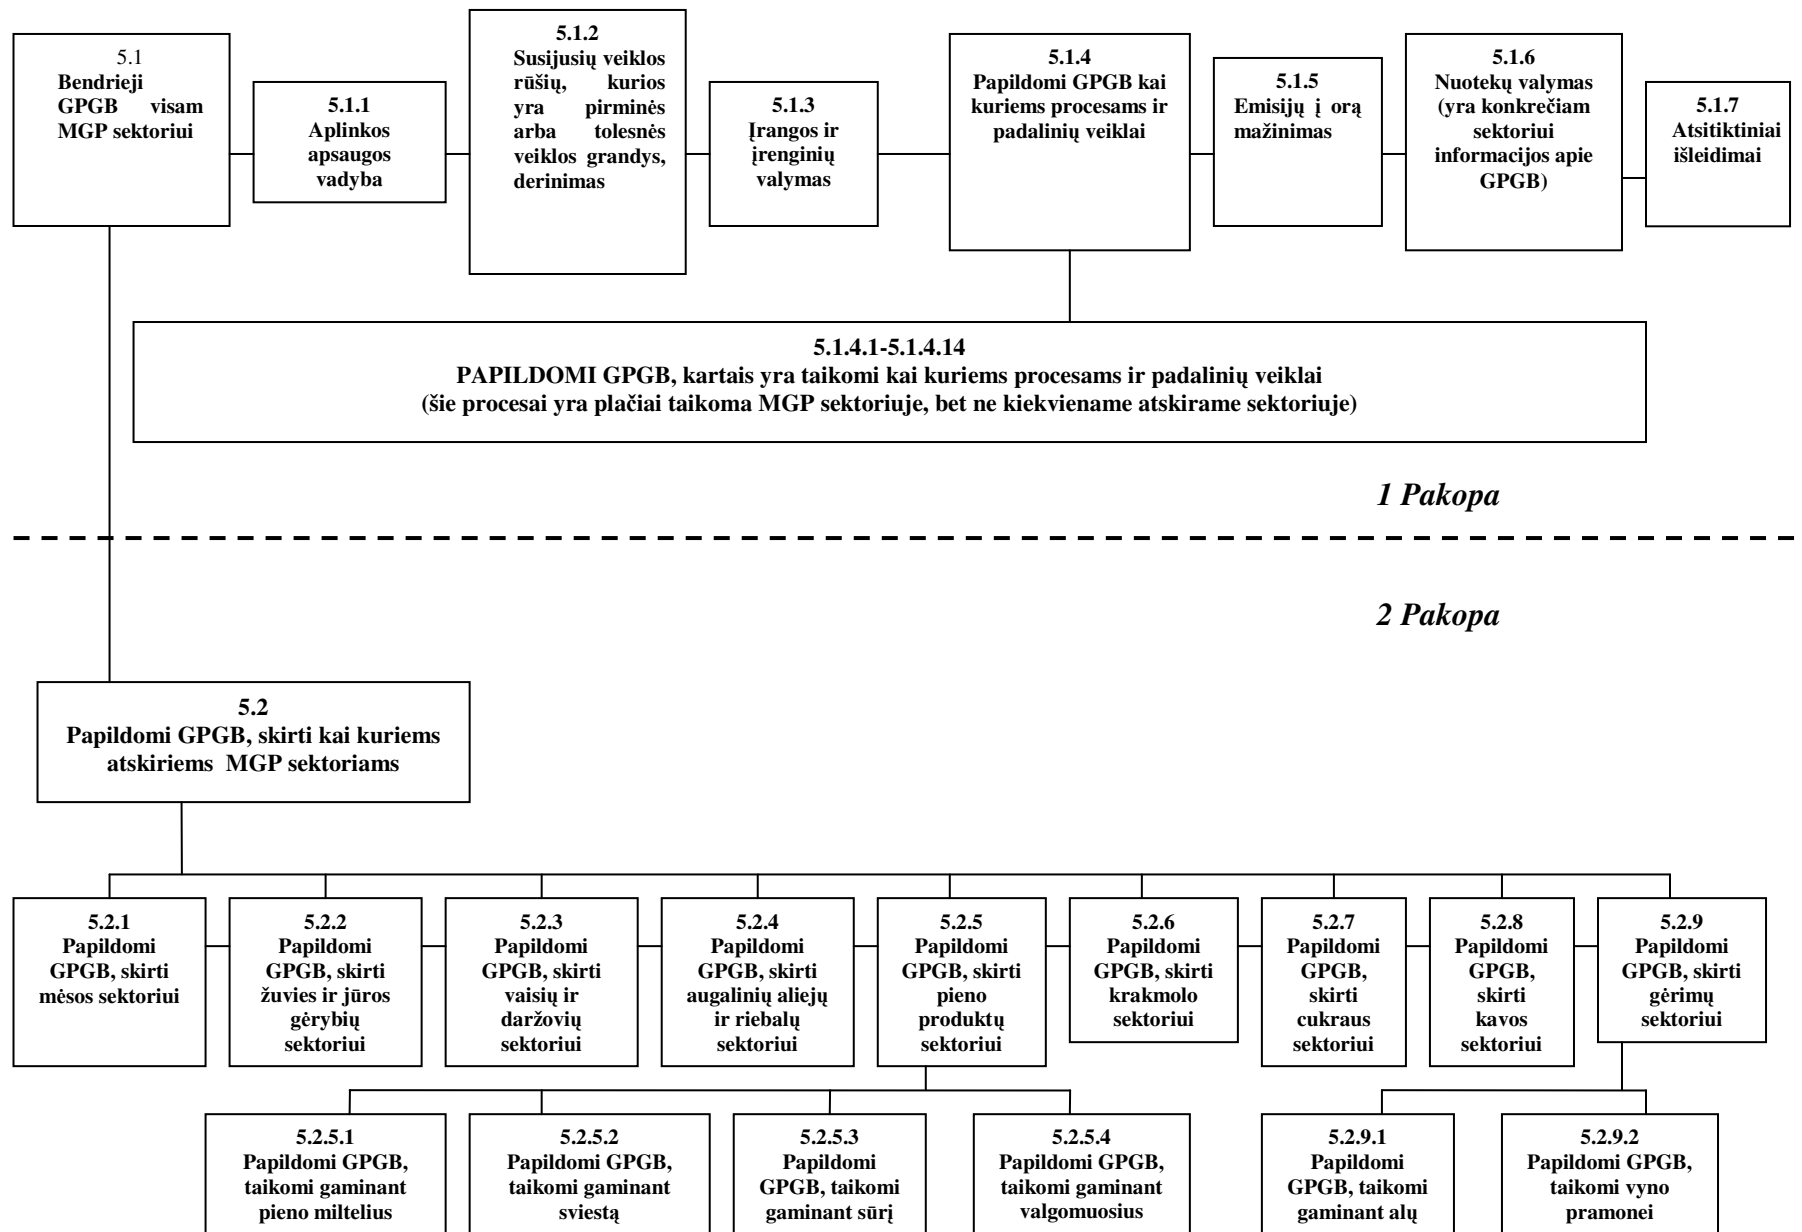 5.1
Bendrieji
GPGB visam
MGP sektoriui
5.1.1
Aplinkos
apsaugos
vadyba
5.1.2
Susijusių veiklos
rūšių, kurios
yra pirminės
arba tolesnės
veiklos grandys,
derinimas
5.1.3
Įrangos ir
įrenginių
valymas
5.1.4
Papildomi GPGB kai
kuriems procesams ir
padalinių veiklai
5.1.5
Emisijų į orą
mažinimas
5.1.6
Nuotekų valymas
(yra konkrečiam
sektoriui
informacijos apie
GPGB)
5.1.7
Atsitiktiniai
išleidimai
5.1.4.1-5.1.4.14
PAPILDOMI GPGB, kartais yra taikomi kai kuriems procesams ir padalinių veiklai
(šie procesai yra plačiai taikoma MGP sektoriuje, bet ne kiekviename atskirame sektoriuje)
1 Pakopa
2 Pakopa
5.2
Papildomi GPGB, skirti kai kuriems
atskiriems MGP sektoriams
5.2.1
Papildomi
GPGB, skirti
mėsos sektoriui
5.2.2
Papildomi
GPGB, skirti
žuvies ir jūros
gėrybių
sektoriui
5.2.3
Papildomi
GPGB, skirti
vaisių ir
daržovių
sektoriui
5.2.4
Papildomi
GPGB, skirti
augalinių aliejų
ir riebalų
sektoriui
5.2.5
Papildomi
GPGB, skirti
pieno
produktų
sektoriui
5.2.6
Papildomi
GPGB, skirti
krakmolo
sektoriui
5.2.7
Papildomi
GPGB,
skirti
cukraus
sektoriui
5.2.8
Papildomi
GPGB,
skirti
kavos
sektoriui
5.2.9
Papildomi
GPGB, skirti
gėrimų
sektoriui
5.2.5.1
Papildomi GPGB,
taikomi gaminant
pieno miltelius
5.2.5.2
Papildomi GPGB,
taikomi gaminant
sviestą
5.2.5.3
Papildomi
GPGB, taikomi
gaminant sūrį
5.2.5.4
Papildomi GPGB,
taikomi gaminant
valgomuosius
5.2.9.1
Papildomi
GPGB, taikomi
gaminant alų
5.2.9.2
Papildomi GPGB,
taikomi vyno
pramonei